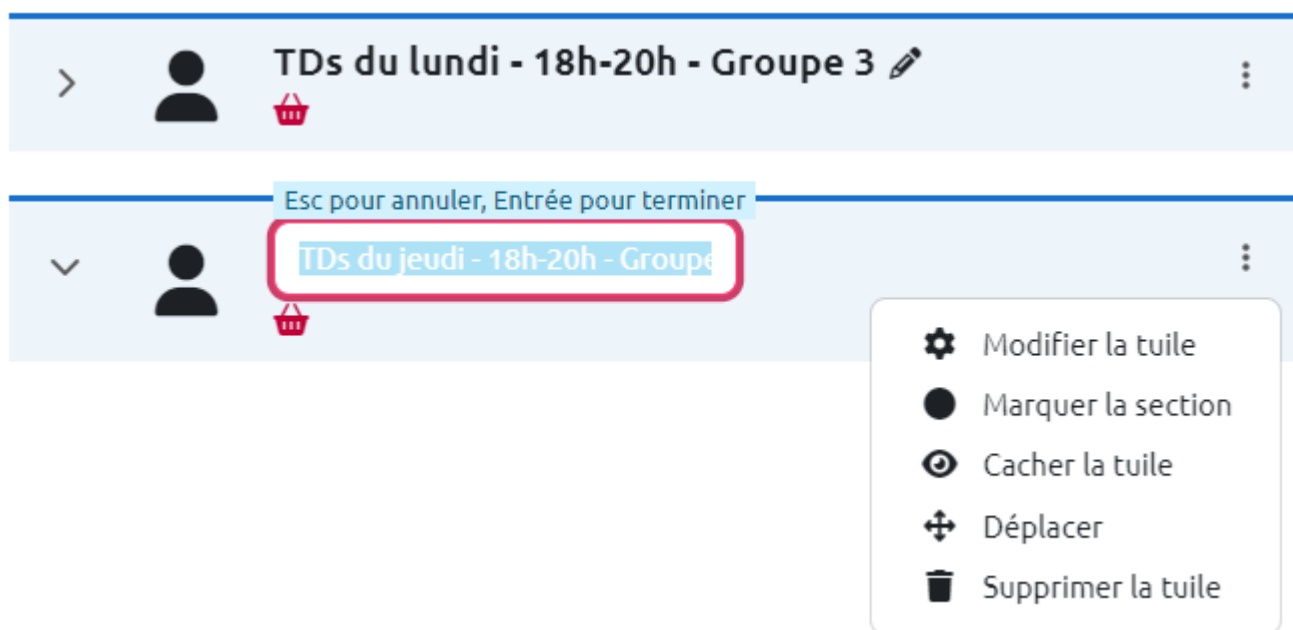 TDs du lundi - 18h-20h - Groupe 3
Esc pour annuler, Entrée pour terminer
TDs du jeudi - 18h-20h - Groupe
Modifier la tuile
Marquer la section
Cacher la tuile
Déplacer
Supprimer la tuile